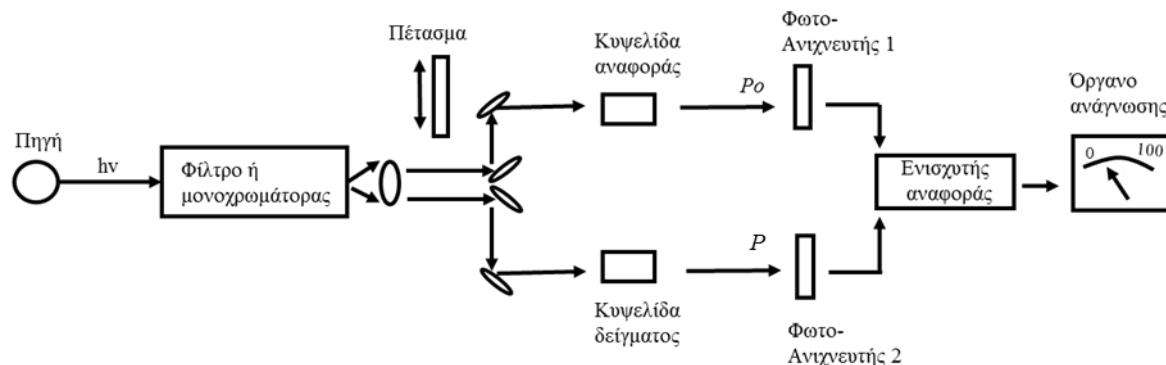 Πέτασμα
Κυψελίδα
αναφοράς
Φωτο-
Ανιχνευτής 1
Po
Όργανο
ανάγνωσης
Πηγή
hν
Φίλτρο ή
μονοχρωμάτορας
Ενισχυτής
αναφοράς
0 100
P
Κυψελίδα
δείγματος
Φωτο-
Ανιχνευτής 2